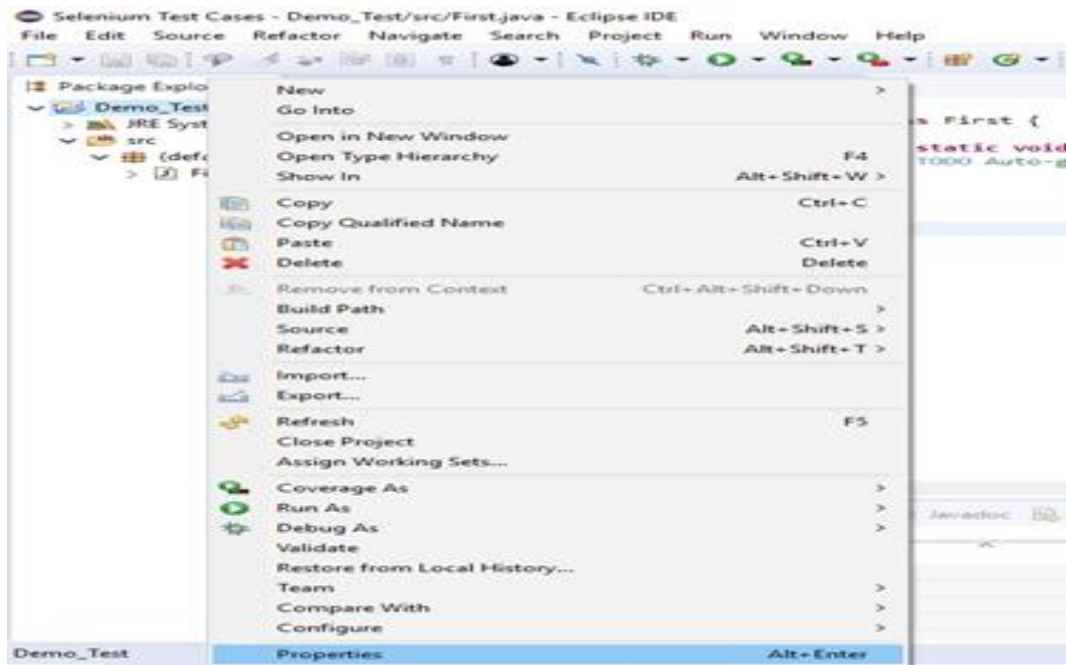 Selenium Test Cases - Demo_Test/src/First.java - Eclipse IDE
File Edit Source Refactor Navigate Search Project Run Window Help
Package Explo
Demo_Test
JRE Syst
src
(defa
Fi
New
Go Into
Open in New Window
Open Type Hierarchy F4
Show In Alt+Shift+W >
Copy Ctrl+C
Copy Qualified Name
Paste Ctrl+V
Delete Delete
Remove from Context Ctrl+Alt+Shift+Down
Build Path
Source Alt+Shift+S >
Refactor Alt+Shift+T >
Import...
Export...
Refresh F5
Close Project
Assign Working Sets...
Coverage As
Run As
Debug As
Validate
Restore from Local History...
Team
Compare With
Configure
Properties Alt+Enter
s First {
static void
TODO Auto-g
Javadoc
Demo_Test